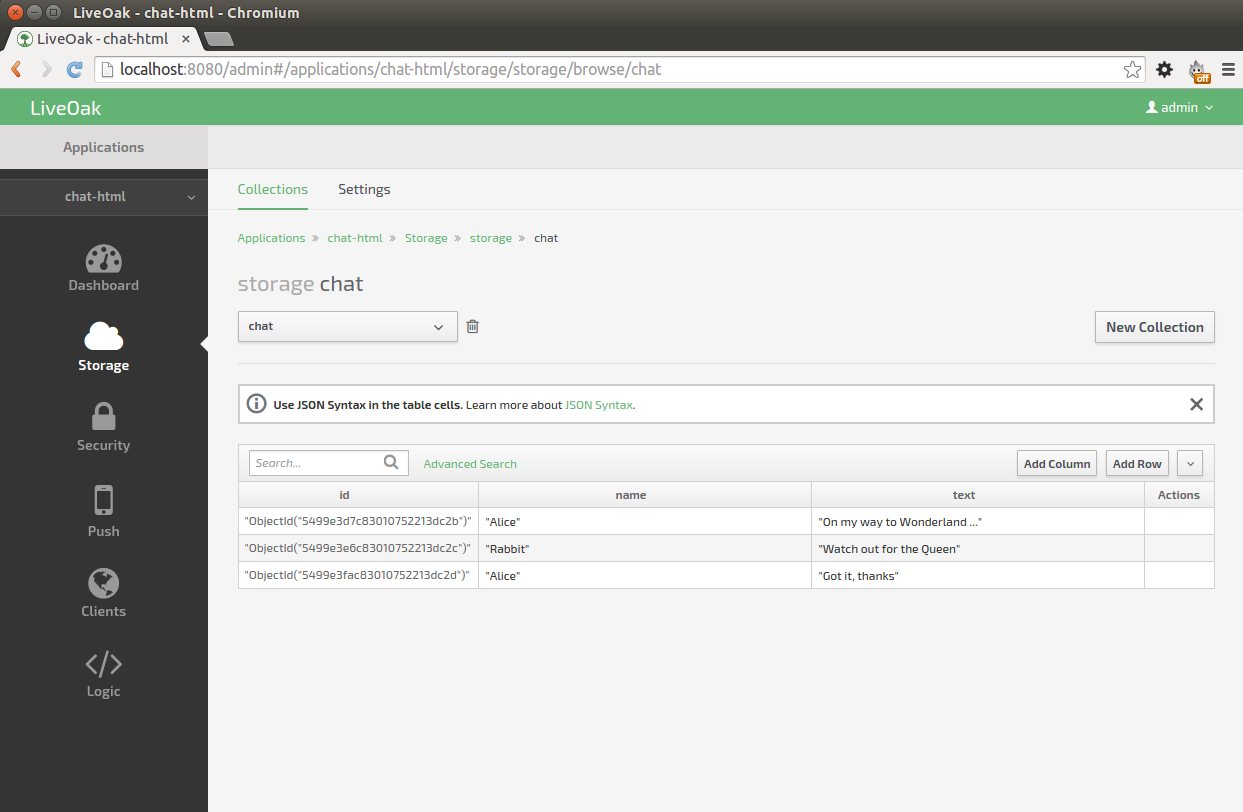 LiveOak - chat-html - Chromium
LiveOak - chat-html
localhost:8080/admin#/applications/chat-html/storage/storage/browse/chat
off
LiveOak
admin
Applications
chat-html
Dashboard
Storage
Security
Push
Clients
Logic
Collections Settings
Applications » chat-html » Storage » storage » chat
storage chat
chat
New Collection
Use JSON Syntax in the table cells. Learn more about JSON Syntax.
Search... Advanced Search Add Column Add Row
id name text Actions
"ObjectId("5499e3d7c83010752213dc2b")" "Alice" "On my way to Wonderland ..."
"ObjectId("5499e3e6c83010752213dc2c")" "Rabbit" "Watch out for the Queen"
"ObjectId("5499e3fac83010752213dc2d")" "Alice" "Got it, thanks"